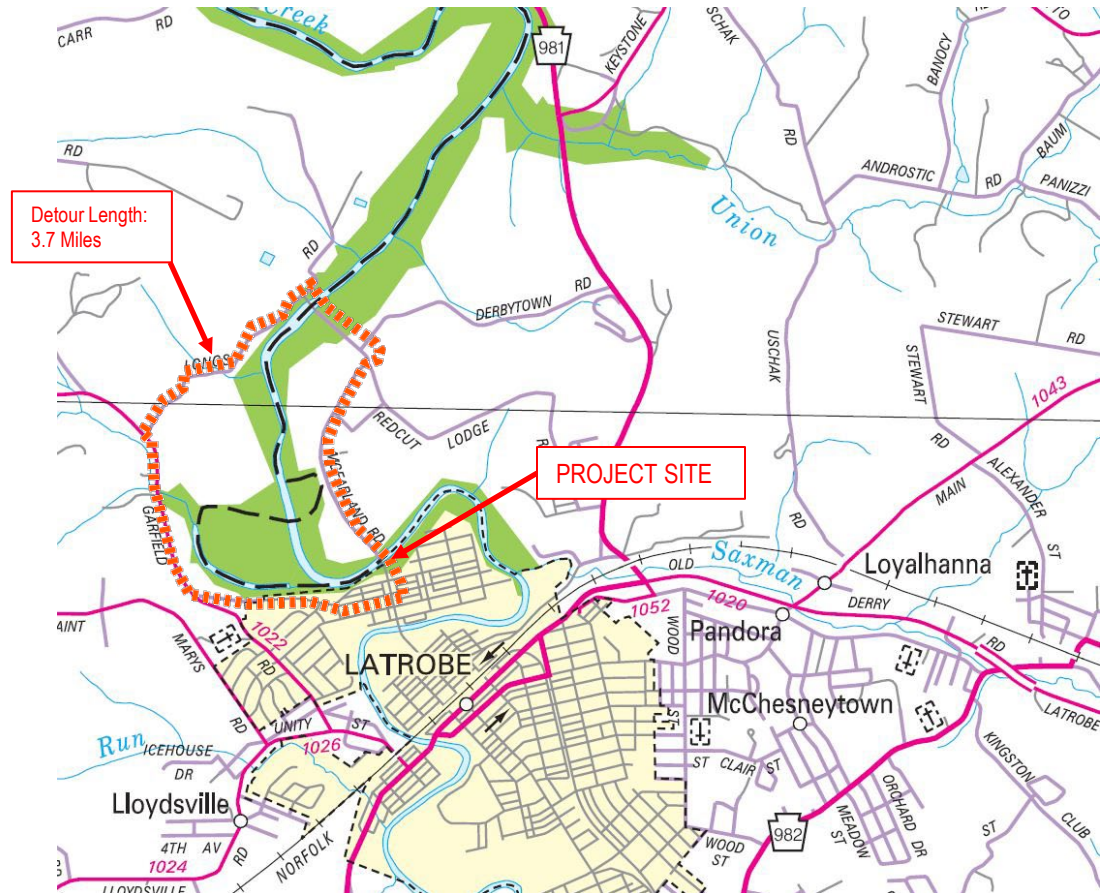 Creek
CARR RD
981
KEYSTONE
USCHAK
RD
BANOCY
RD
RD
BAUM
ANDROSTIC RD
PANIZZI
Detour Length:
3.7 Miles
Union
RD
DERBYTOWN RD
STEWART RD
LONGS
USCHAK
RD
STEWART
RD
1043
REDCUT
LODGE
MCFARLAND RD
PROJECT SITE
MAIN
ALEXANDER
ST
GARFIELD
RD
Saxman
Loyalhanna
OLD
DERRY
RD
1052
1020
WOOD
ST
Pandora
MARYS
RD
1022
LATROBE
McChesneytown
LATROBE
Run
UNITY ST
1026
ICEHOUSE
DR
ST CLAIR ST
KINGSTON
CLUB
ST
Lloydsville
ORCHARD DR
MEADOW
ST
982
4TH AV
RD
NORFOLK
WOOD
ST
1024
LLOYDSVILLE